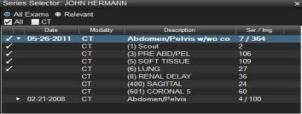 Series Selector: JOHN HERMANN
All Exams Relevant
All CT
Date Modality Description Ser / Img
05-26-2011 CT Abdomen/Pelvis w/wo co 7 / 364
CT (1) Scout 2
CT (3) PRE ABD/PEL 106
CT (5) SOFT TISSUE 109
CT (6) LUNG 27
CT (8) RENAL DELAY 36
CT (400) SAGITTAL 24
CT (601) CORONAL 5 60
02-21-2008 CT Abdomen/Pelvis 4 / 100